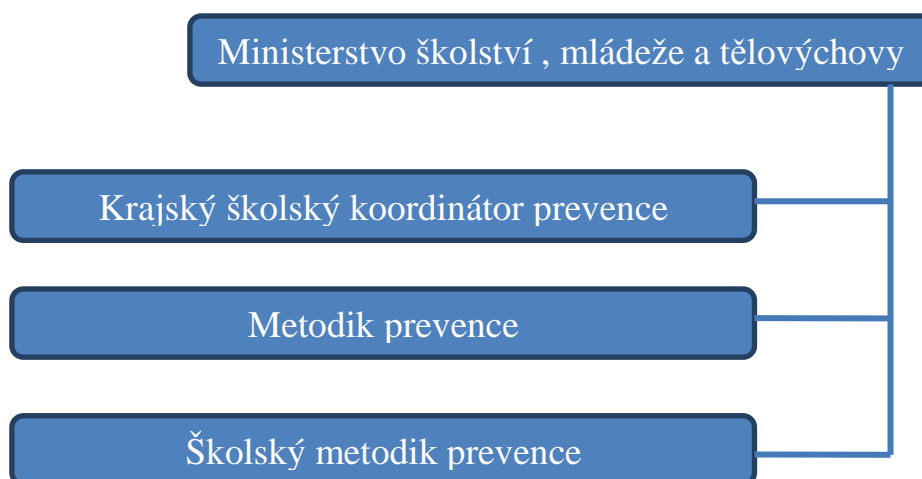 Ministerstvo školství , mládeže a tělovýchovy
Krajský školský koordinátor prevence
Metodik prevence
Školský metodik prevence